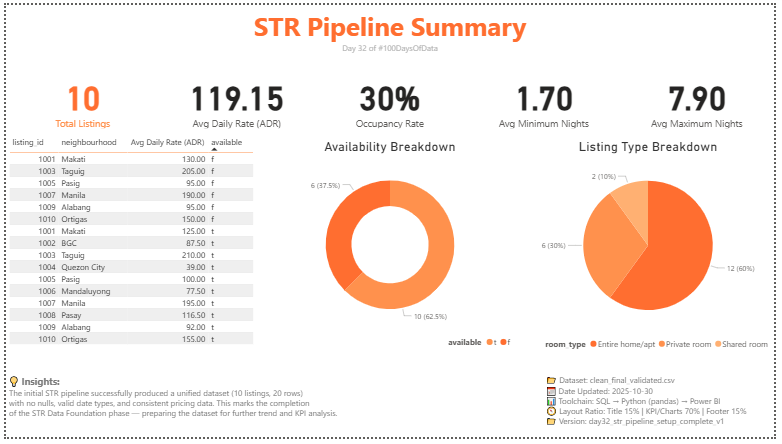 STR Pipeline Summary
Day 32 of #100DaysOfData
10
Total Listings
119.15
Avg Daily Rate (ADR)
30%
Occupancy Rate
1.70
Avg Minimum Nights
7.90
Avg Maximum Nights
listing_id neighbourhood Avg Daily Rate (ADR) available
1001 Makati 130.00 f
1003 Taguig 205.00 f
1005 Pasig 95.00 f
1007 Manila 190.00 f
1009 Alabang 95.00 f
1010 Ortigas 150.00 f
1001 Makati 125.00 t
1002 BGC 87.50 t
1003 Taguig 210.00 t
1004 Quezon City 39.00 t
1005 Pasig 100.00 t
1006 Mandaluyong 77.50 t
1007 Manila 195.00 t
1008 Pasay 116.50 t
1009 Alabang 92.00 t
1010 Ortigas 155.00 t
Availability Breakdown
6 (37.5%)
10 (62.5%)
available t f
Listing Type Breakdown
2 (10%)
6 (30%)
12 (60%)
room_type Entire home/apt Private room Shared room
Insights:
The initial STR pipeline successfully produced a unified dataset (10 listings, 20 rows)
with no nulls, valid date types, and consistent pricing data. This marks the completion
of the STR Data Foundation phase — preparing the dataset for further trend and KPI analysis.
Dataset: clean_final_validated.csv
Date Updated: 2025-10-30
Toolchain: SQL → Python (pandas) → Power BI
Layout Ratio: Title 15% | KPI/Charts 70% | Footer 15%
Version: day32_str_pipeline_setup_complete_v1